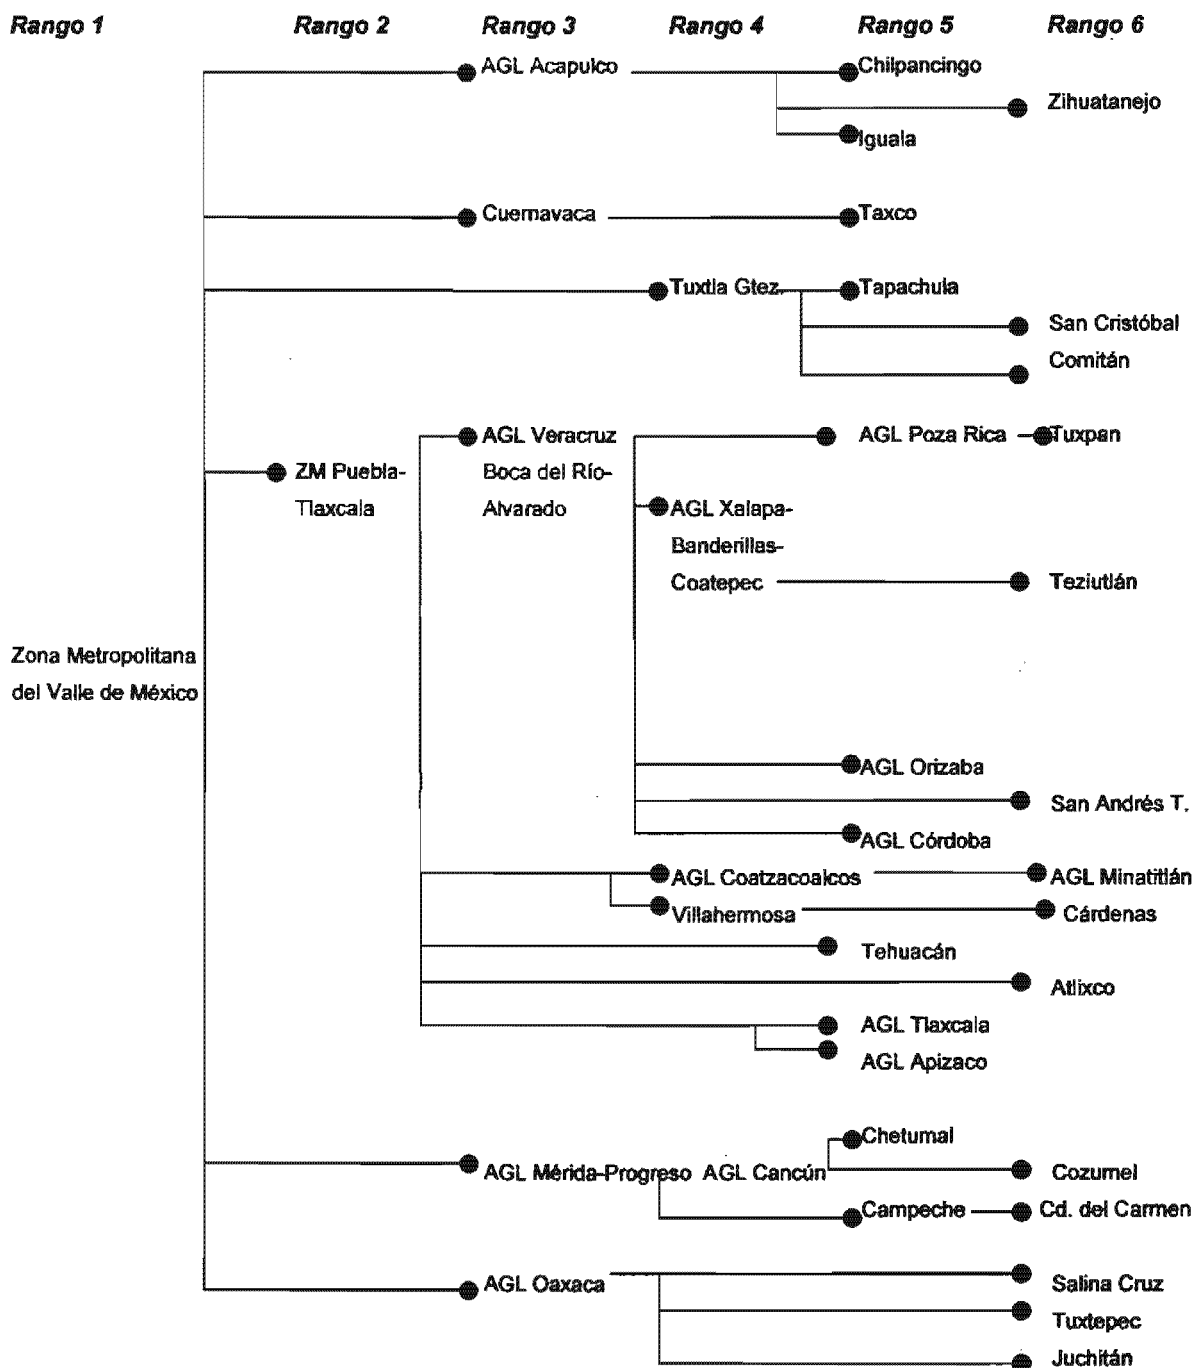 Rango 1 Rango 2 Rango 3 Rango 4 Rango 5 Rango 6
AGL Acapulco Chilpancingo
Zihuatanejo
Iguala
Cuernavaca Taxco
Tuxtla Gtez. Tapachula
San Cristóbal
Comitán
AGL Veracruz AGL Poza Rica Tuxpan
ZM Puebla- Boca del Río-
Tlaxcala Alvarado AGL Xalapa-
Banderillas-
Coatepec Teziutlán
Zona Metropolitana
del Valle de México
AGL Orizaba
San Andrés T.
AGL Córdoba
AGL Coatzacoalcos AGL Minatitlán
Villahermosa Cárdenas
Tehuacán
Atlixco
AGL Tlaxcala
AGL Apizaco
Chetumal
AGL Mérida-Progreso AGL Cancún Cozumel
Campeche Cd. del Carmen
AGL Oaxaca Salina Cruz
Tuxtepec
Juchitán